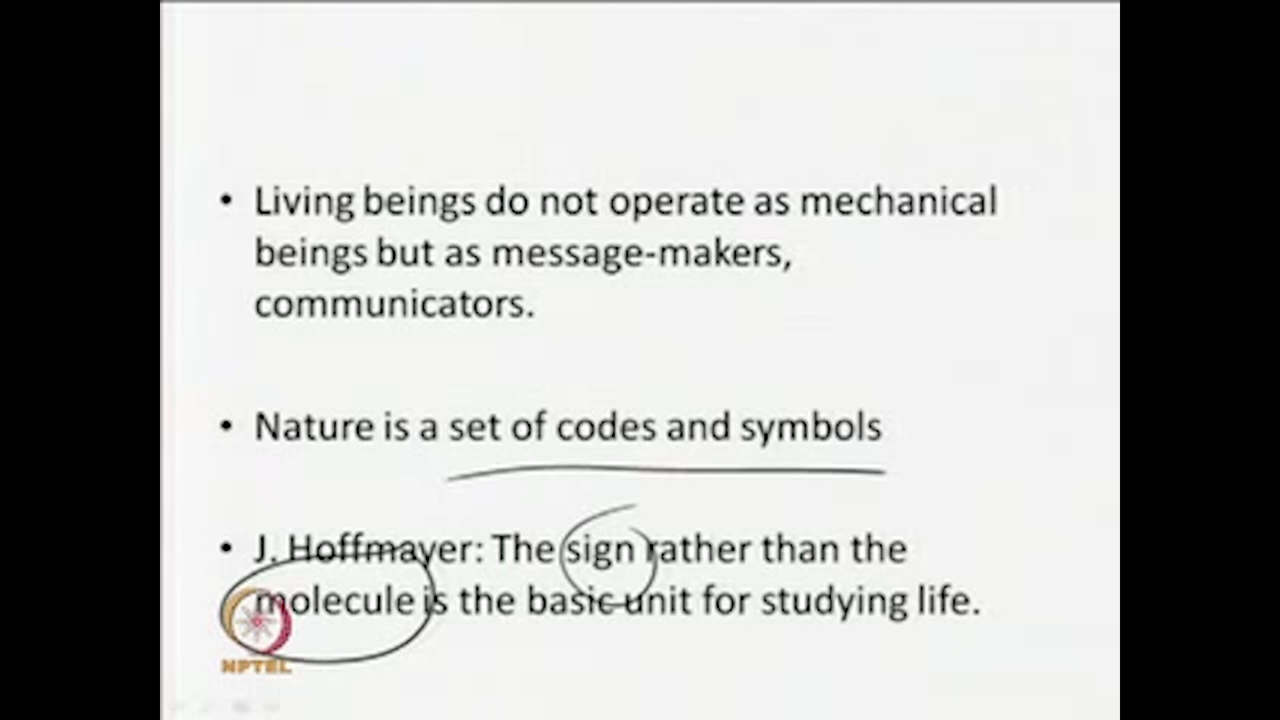 • Living beings do not operate as mechanical
beings but as message-makers,
communicators.
• Nature is a set of codes and symbols
• J. Hoffmayer: The sign rather than the
molecule is the basic unit for studying life.
NPTEL